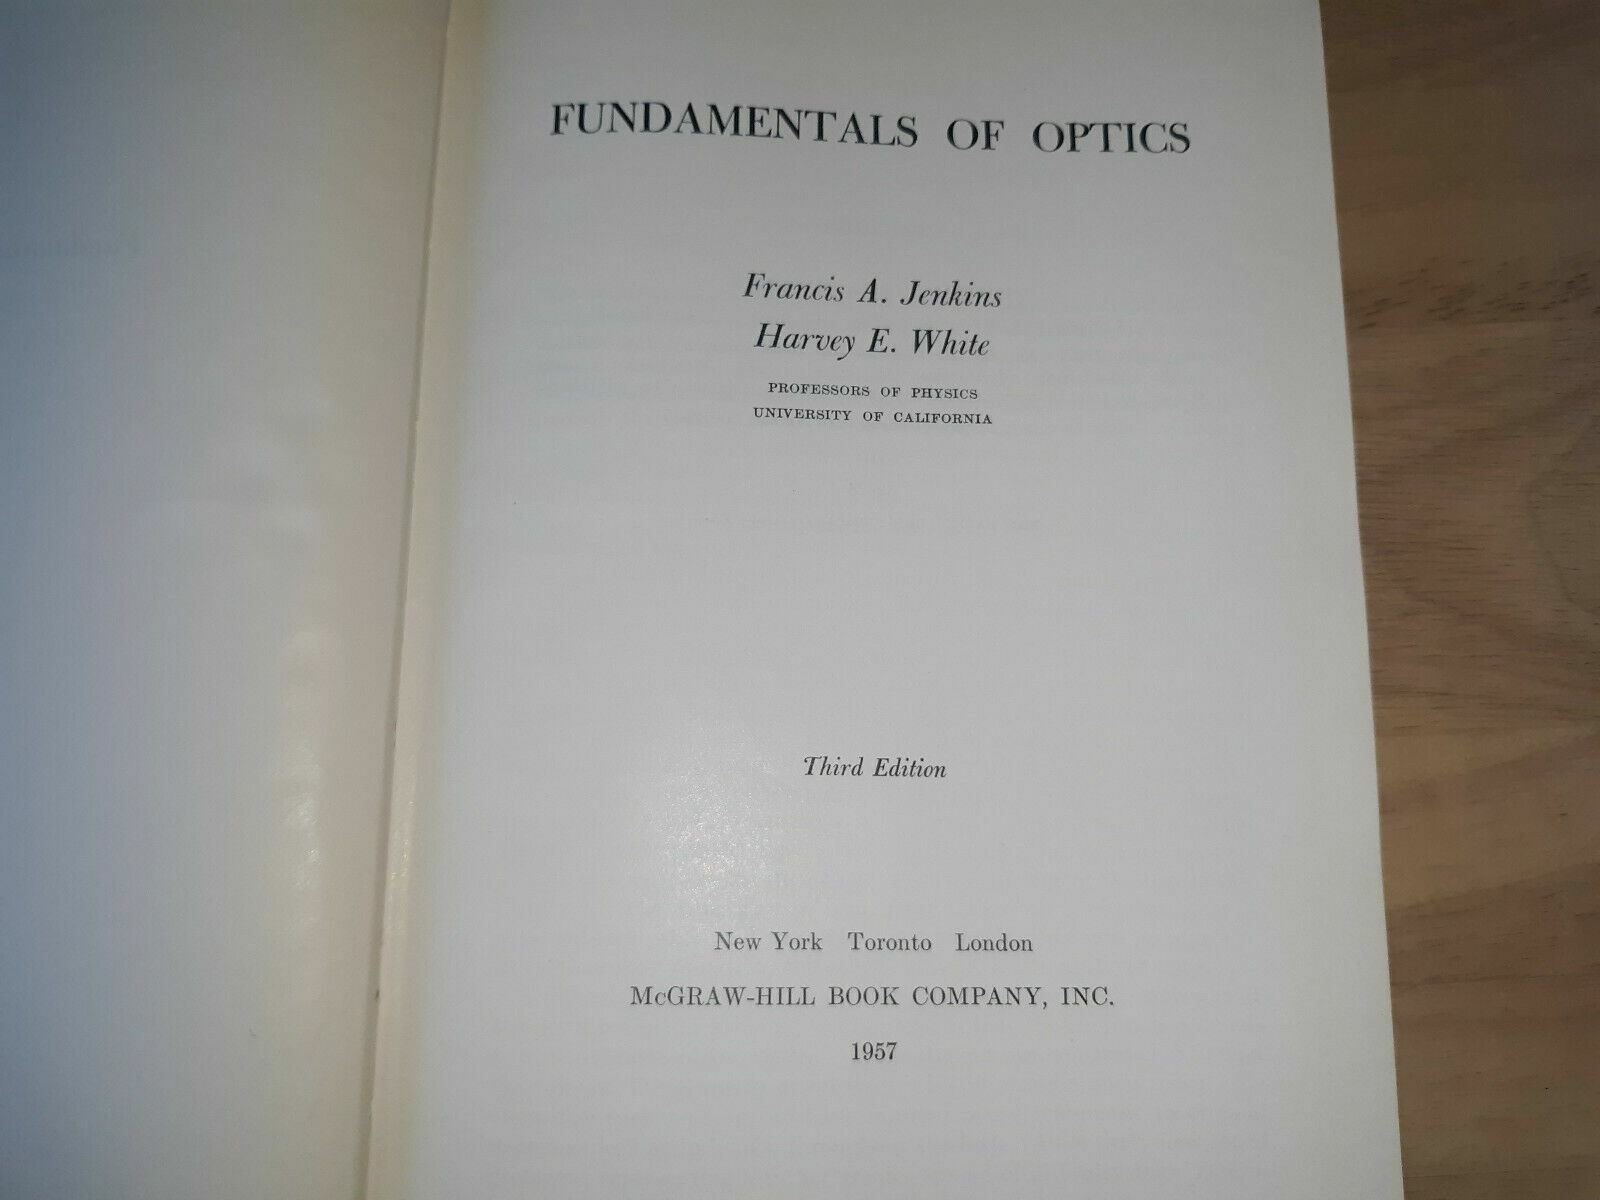 FUNDAMENTALS OF OPTICS
Francis A. Jenkins
Harvey E. White
PROFESSORS OF PHYSICS
UNIVERSITY OF CALIFORNIA
Third Edition
New York Toronto London
McGRAW-HILL BOOK COMPANY, INC.
1957